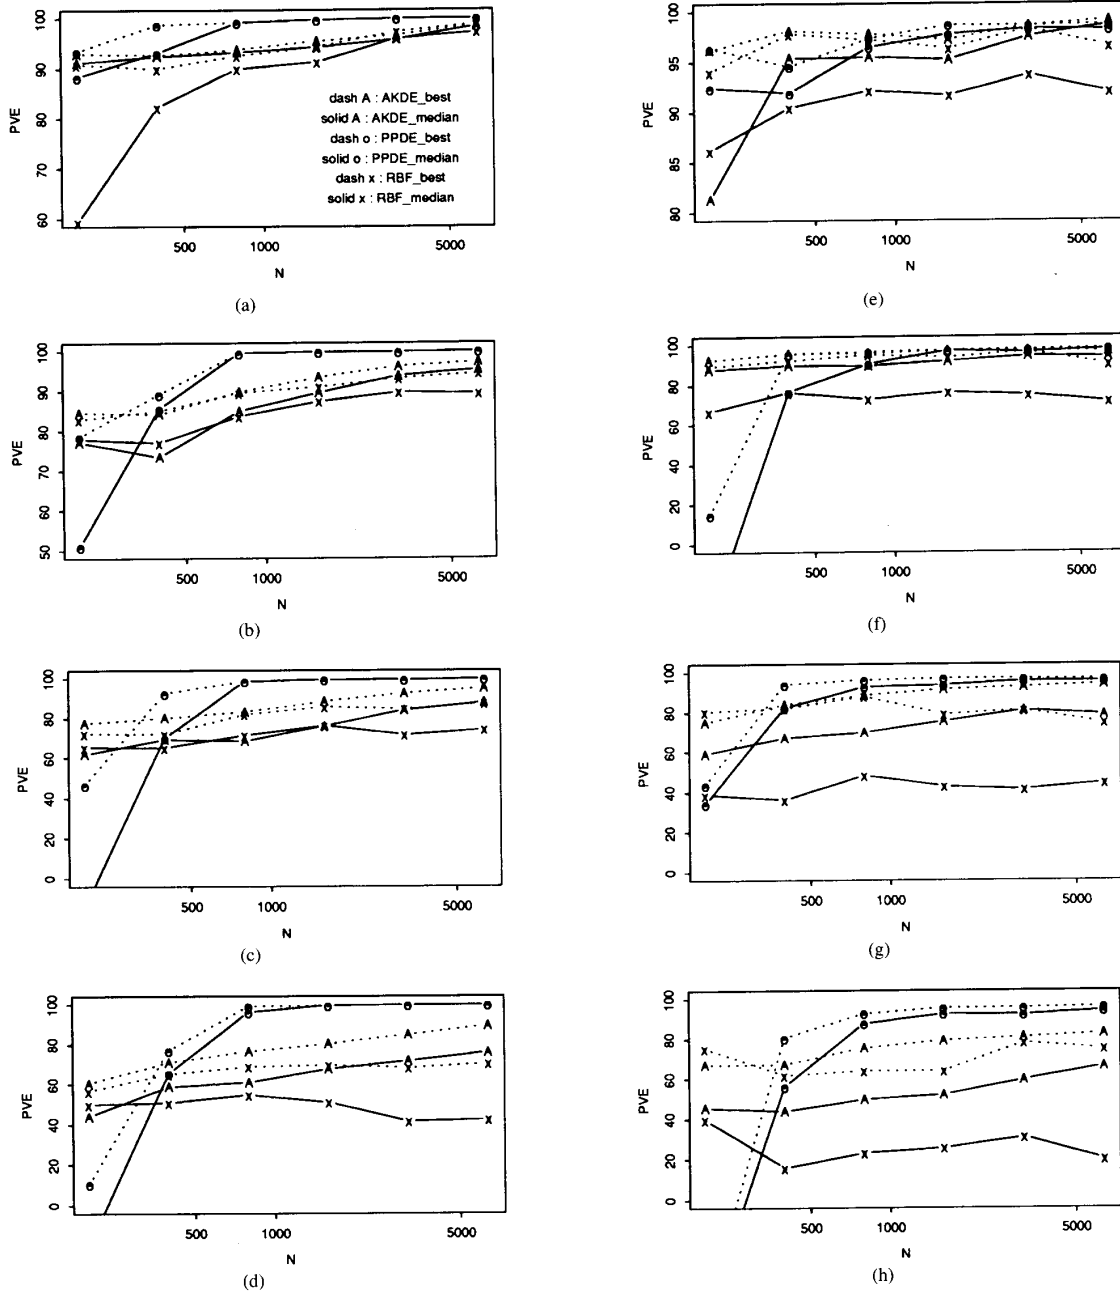 100
90
80
70
60
PVE
dash A : AKDE_best
solid A : AKDE_median
dash o : PPDE_best
solid o : PPDE_median
dash x : RBF_best
solid x : RBF_median
500
1000
5000
N
(a)
100
95
90
85
80
PVE
500
1000
5000
N
(e)
100
90
80
70
60
50
PVE
500
1000
5000
N
(b)
100
80
60
40
20
0
PVE
500
1000
5000
N
(f)
100
80
60
40
20
0
PVE
500
1000
5000
N
(c)
100
80
60
40
20
0
PVE
500
1000
5000
N
(g)
100
80
60
40
20
0
PVE
500
1000
5000
N
(d)
100
80
60
40
20
0
PVE
500
1000
5000
N
(h)